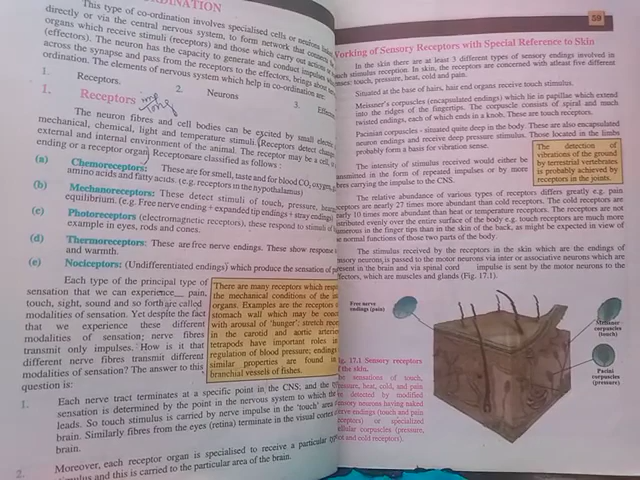 ORDINATION
This type of co-ordination involves specialised cells or neurons linked
directly or via the central nervous system, to form network that
organs which receive stimuli (receptors) and those which carry out actions
(effectors). The neuron has the capacity to generate and conduct impulses
across the synapse and pass from the receptors to the effectors, bringing about
ordination. The elements of nervous system which help in co-ordination are:
1. Receptors. 2. Neurons 3.
1. Receptors
The neuron fibres and cell bodies can be excited by small electric
mechanical, chemical, light and temperature stimuli. Receptors detect
external and internal environment of the animal. The receptor may be a cell,
ending or a receptor organ. Receptorsare classified as follows :
(a) Chemoreceptors: These are for smell, taste and for blood CO2, oxygen,
amino acids and fatty acids. (e.g. receptors in the hypothalamus)
(b) Mechanoreceptors: These detect stimuli of touch, pressure,
equilibrium. (e.g. Free nerve ending + expanded tip endings + stray endings)
(c) Photoreceptors (electromagnetic receptors), these respond to stimuli of
example in eyes, rods and cones.
(d) Thermoreceptors: These are free nerve endings. These show response
and warmth.
(e) Nociceptors: (Undifferentiated endings) which produce the sensation of
Each type of the principal type of
sensation that we can experience__ pain,
touch, sight, sound and so forth are called
modalities of sensation. Yet despite the fact
that we experience these different
modalities of sensation; nerve fibres
transmit only impulses. How is it that
different nerve fibres transmit different
modalities of sensation? The answer to this
question is:
There are many receptors which
the mechanical conditions of the
organs. Examples are the receptors
stomach wall which may be
with arousal of 'hunger'; stretch
in the carotid and aortic arteries
tetrapods have important roles in
regulation of blood pressure; endings
similar properties are found in
branchial vessels of fishes.
1. Each nerve tract terminates at a specific point in the CNS, and the
sensation is determined by the point in the nervous system to which the
leads. So touch stimulus is carried by nerve impulse in the 'touch' area
brain. Similarly fibres from the eyes (retina) terminate in the visual cortex
brain.
2. Moreover, each receptor organ is specialised to receive a particular
and this is carried to the particular area of the brain.
59
Working of Sensory Receptors with Special Reference to Skin
In the skin there are at least 3 different types of sensory endings involved in
touch stimulus reception. In skin, the receptors are concerned with atleast five different
senses: touch, pressure, heat, cold and pain.
Situated at the base of hairs, hair end organs receive touch stimulus.
Meissner's corpuscles (encapsulated endings) which lie in papillae which extend
into the ridges of the fingertips. The corpuscle consists of spiral and much
twisted endings, each of which ends in a knob. These are touch receptors.
Pacinian corpuscles - situated quite deep in the body. These are also encapsulated
neuron endings and receive deep pressure stimulus. Those located in the limbs
probably form a basis for vibration sense.
The intensity of stimulus received would either be
transmitted in form of repeated impulses or by more
fibres carrying the impulse to the CNS.
The detection of
vibrations of the ground
by terrestrial vertebrates
is probably achieved by
receptors in the joints.
The relative abundance of various types of receptors differs greatly e.g. pain
receptors are nearly 27 times more abundant than cold receptors. The cold receptors are
nearly 10 times more abundant than heat or temperature receptors. The receptors are not
distributed evenly over the entire surface of the body e.g. touch receptors are much more
numerous in the finger tips than in the skin of the back, as might be expected in view of
normal functions of those two parts of the body.
The stimulus received by the receptors in the skin which are the endings of
sensory neurons, is passed to the motor neurons via inter or associative neurons which are
present in the brain and via spinal cord impulse is sent by the motor neurons to the
effectors, which are muscles and glands (Fig. 17.1).
Free nerve
endings (pain)
Meissner
corpuscles
(touch)
Pacini
corpuscles
(pressure)
Fig. 17.1 Sensory receptors
of the skin.
The sensations of touch,
pressure, heat, cold, and pain
are detected by modified
sensory neurons having naked
nerve endings (touch and pain
receptors) or specialized
cellular corpuscles (pressure,
heat and cold receptors).